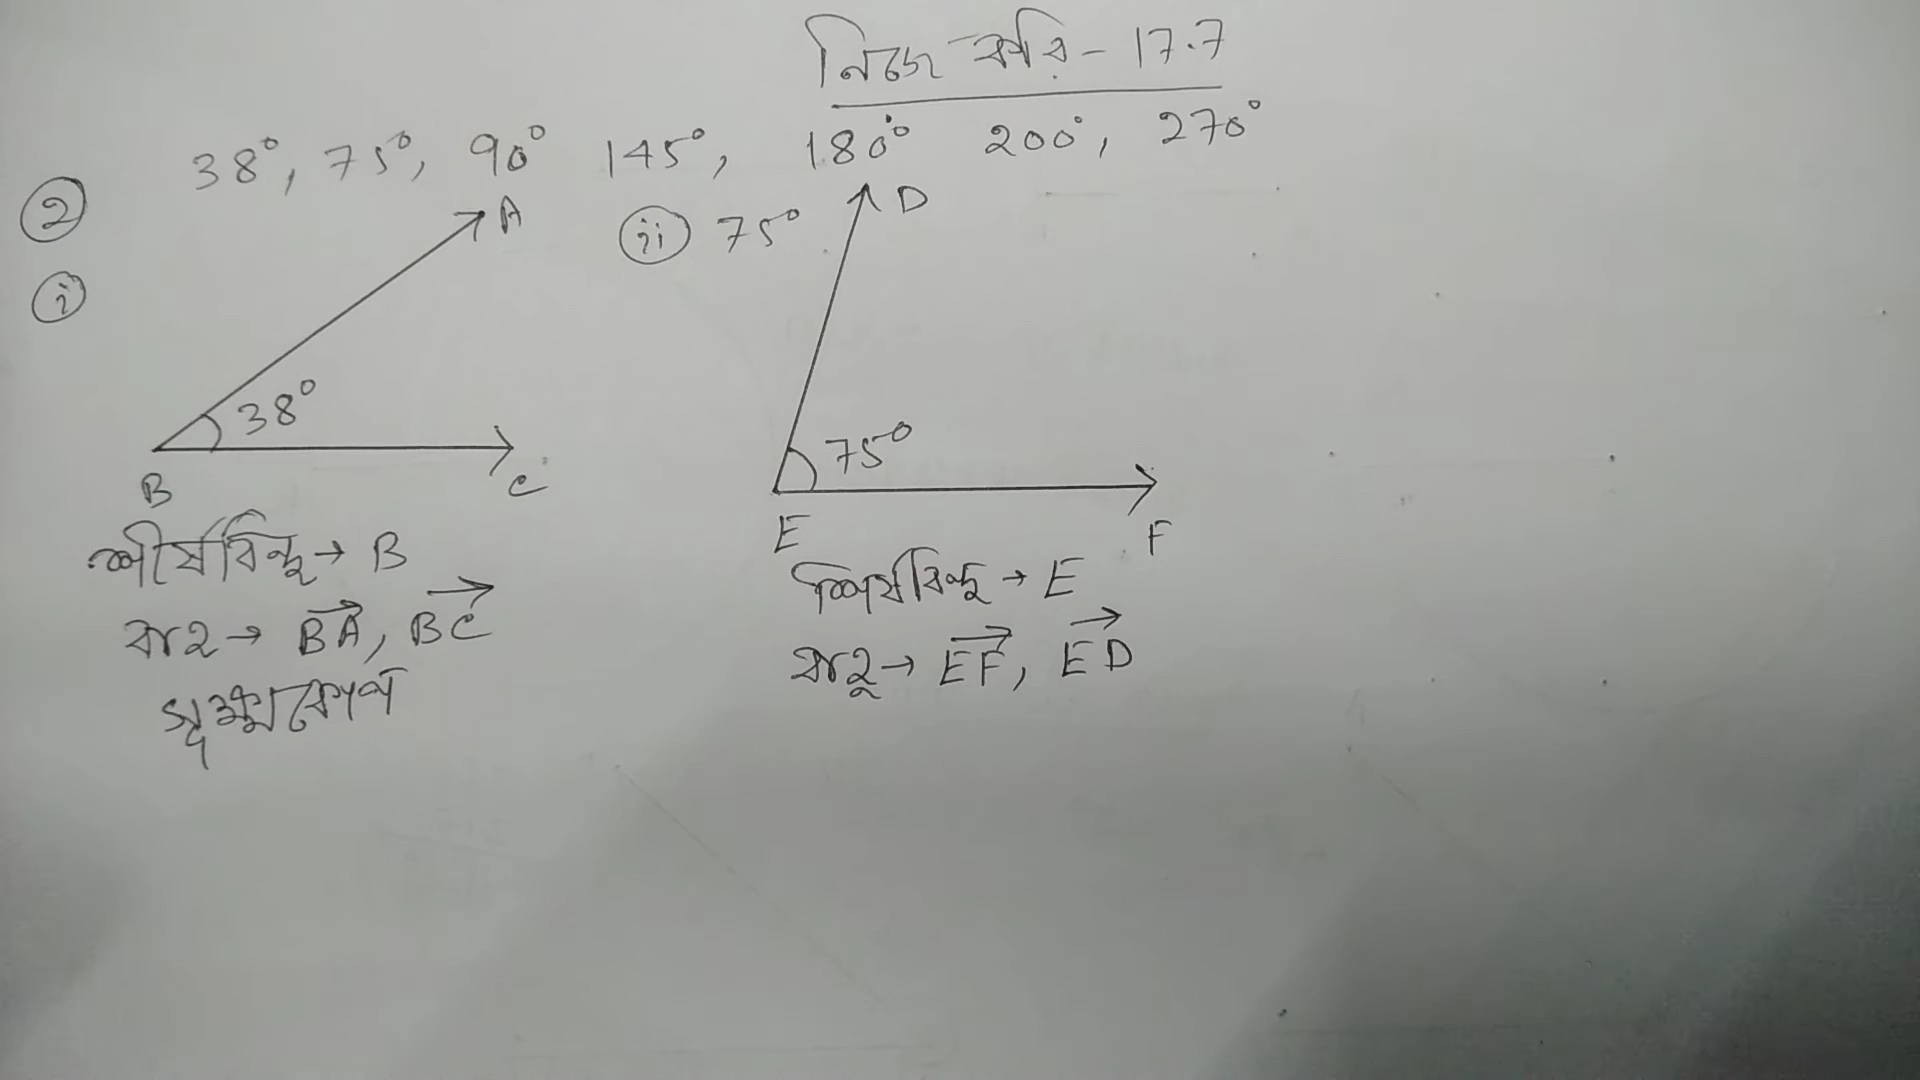 নিজে করি - 17.7
38°, 75°, 90° 145°, 180° 200°, 270°
2
i
A
38°
B
C
শীর্ষবিন্দু → B
বাহু → BA, BC
সূক্ষ্মকোণ
ii 75°
D
75°
E
F
শির্ষবিন্দু → E
বাহু → EF, ED